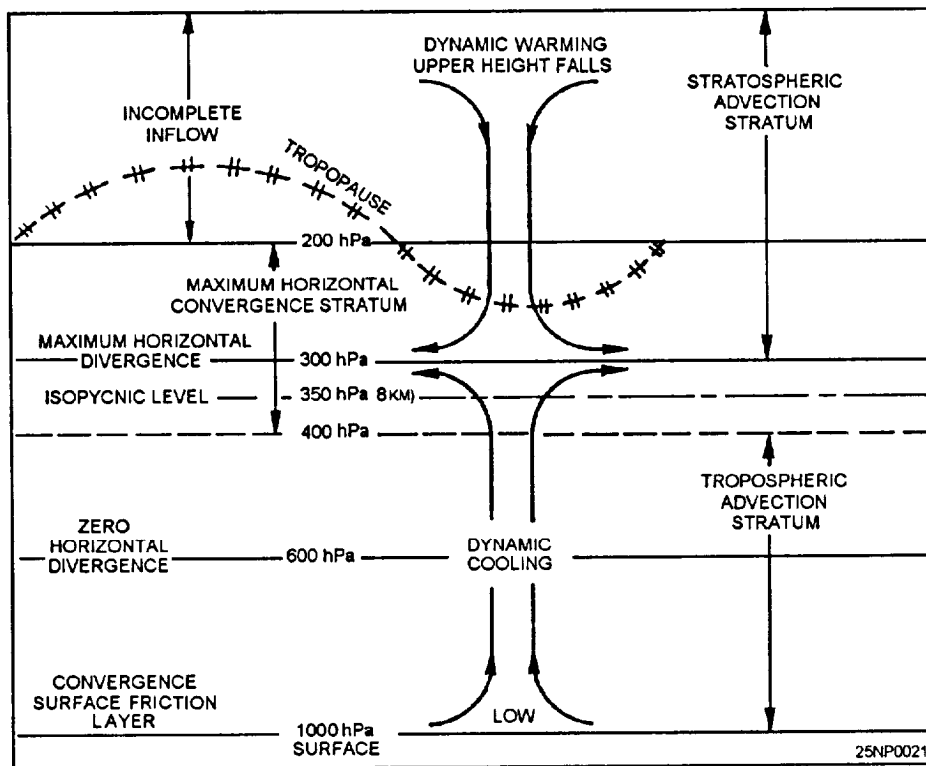 DYNAMIC WARMING
UPPER HEIGHT FALLS
STRATOSPHERIC
ADVECTION
STRATUM
INCOMPLETE
INFLOW
TROPOPAUSE
200 hPa
MAXIMUM HORIZONTAL
CONVERGENCE STRATUM
MAXIMUM HORIZONTAL
DIVERGENCE
300 hPa
ISOPYCNIC LEVEL
350 hPa 8KM)
400 hPa
TROPOSPHERIC
ADVECTION
STRATUM
ZERO
HORIZONTAL
DIVERGENCE
600 hPa
DYNAMIC
COOLING
CONVERGENCE
SURFACE FRICTION
LAYER
LOW
1000 hPa
SURFACE
25NP0021